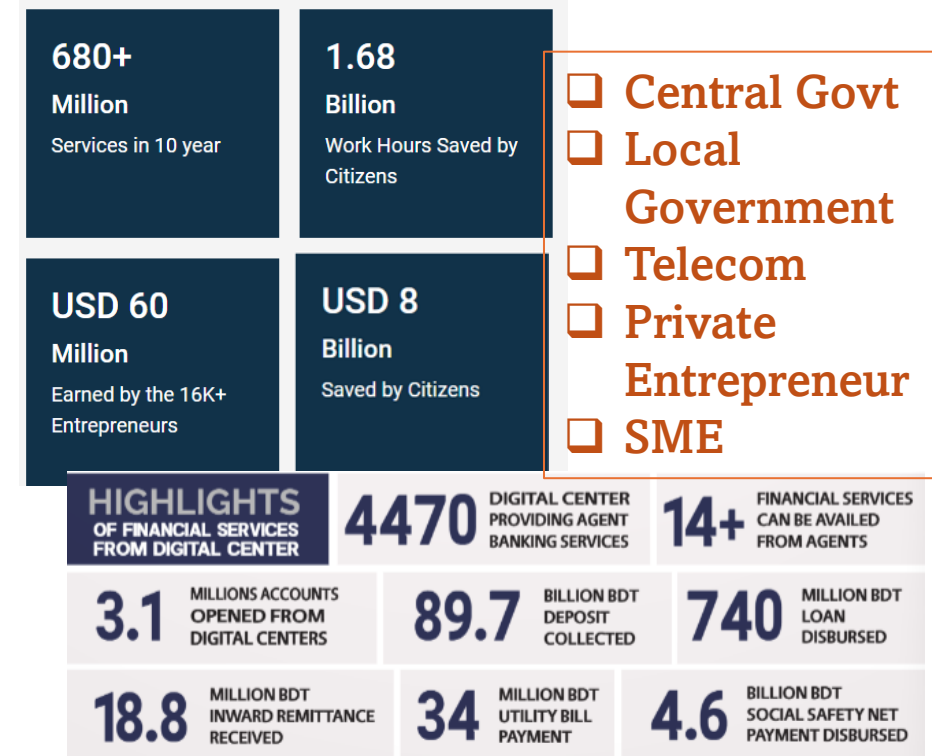 680+
Million
Services in 10 year
1.68
Billion
Work Hours Saved by
Citizens
USD 60
Million
Earned by the 16K+
Entrepreneurs
USD 8
Billion
Saved by Citizens
Central Govt
Local
Government
Telecom
Private
Entrepreneur
SME
HIGHLIGHTS
OF FINANCIAL SERVICES
FROM DIGITAL CENTER
4470
DIGITAL CENTER
PROVIDING AGENT
BANKING SERVICES
14+
FINANCIAL SERVICES
CAN BE AVAILED
FROM AGENTS
3.1
MILLIONS ACCOUNTS
OPENED FROM
DIGITAL CENTERS
89.7
BILLION BDT
DEPOSIT
COLLECTED
740
MILLION BDT
LOAN
DISBURSED
18.8
MILLION BDT
INWARD REMITTANCE
RECEIVED
34
MILLION BDT
UTILITY BILL
PAYMENT
4.6
BILLION BDT
SOCIAL SAFETY NET
PAYMENT DISBURSED